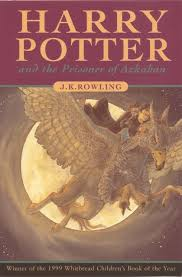 HARRY
POTTER
and the Prisoner of Azkaban
J.K.ROWLING
Winner of the 1999 Whitbread Children's Book of the Year